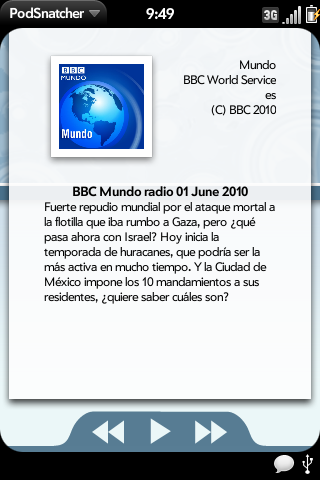 PodSnatcher
9:49
3G
BBC
MUNDO
Mundo
Mundo
BBC World Service
es
(C) BBC 2010
BBC Mundo radio 01 June 2010
Fuerte repudio mundial por el ataque mortal a
la flotilla que iba rumbo a Gaza, pero ¿qué
pasa ahora con Israel? Hoy inicia la
temporada de huracanes, que podría ser la
más activa en mucho tiempo. Y la Ciudad de
México impone los 10 mandamientos a sus
residentes, ¿quiere saber cuáles son?